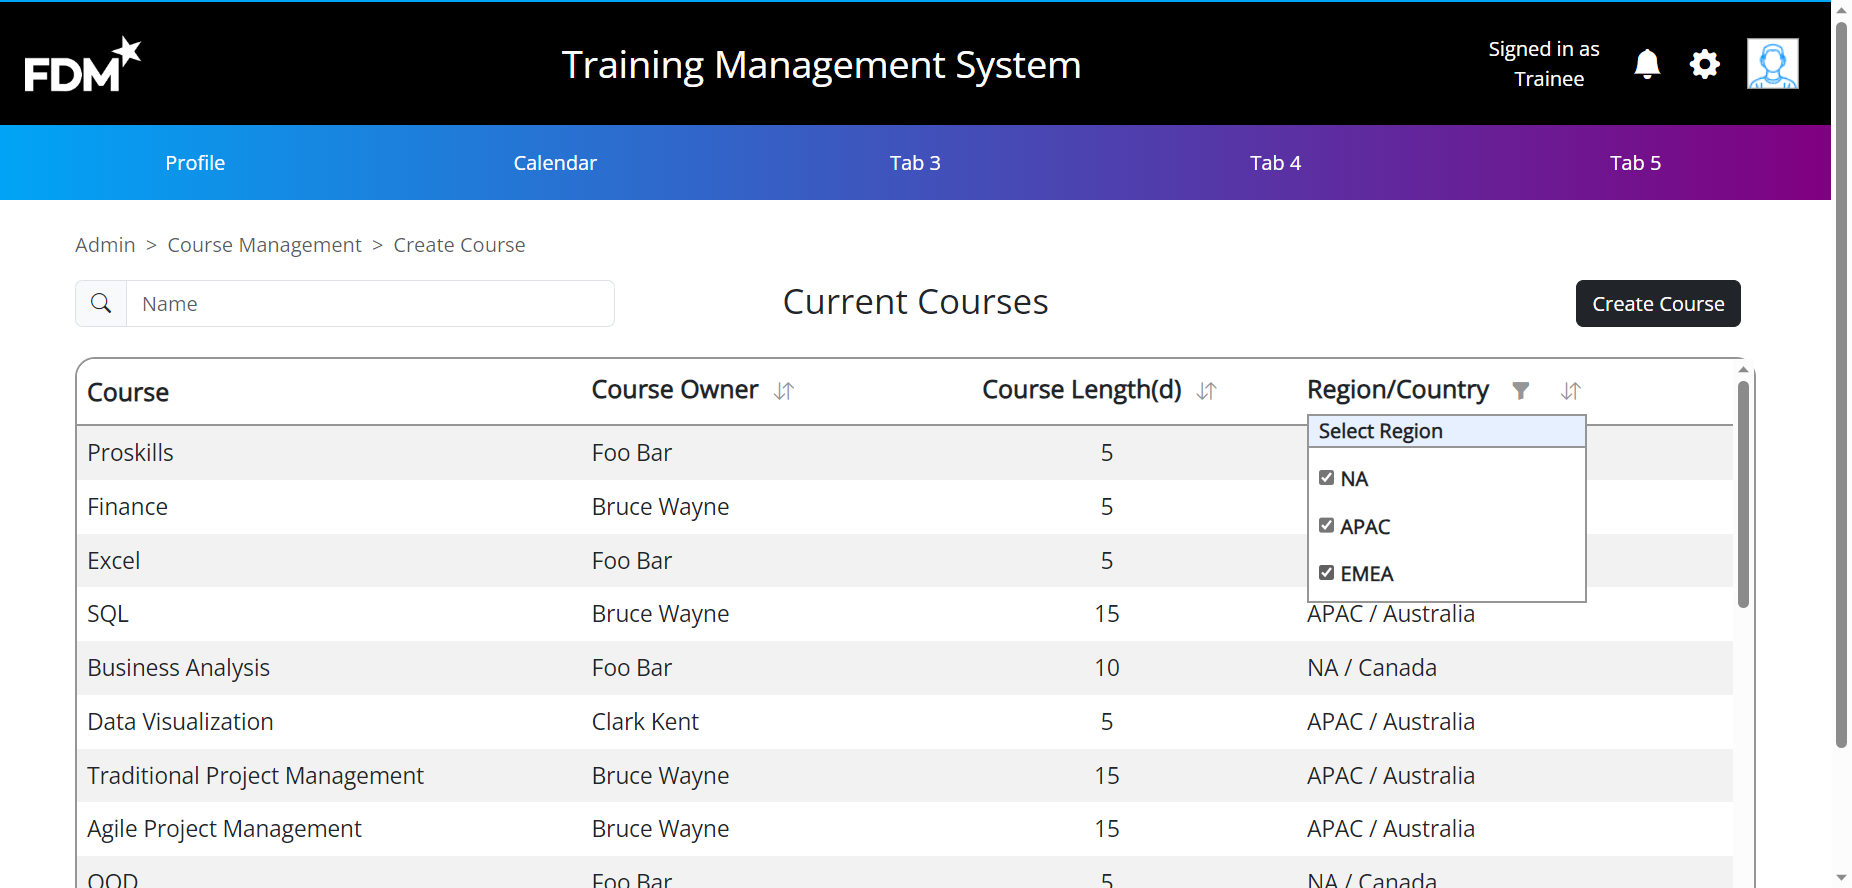 FDM
Training Management System
Signed in as
Trainee
Profile
Calendar
Tab 3
Tab 4
Tab 5
Admin > Course Management > Create Course
Name
Current Courses
Create Course
Course
Course Owner
Course Length(d)
Region/Country
Select Region
NA
APAC
EMEA
Proskills
Foo Bar
5
Finance
Bruce Wayne
5
Excel
Foo Bar
5
SQL
Bruce Wayne
15
APAC / Australia
Business Analysis
Foo Bar
10
NA / Canada
Data Visualization
Clark Kent
5
APAC / Australia
Traditional Project Management
Bruce Wayne
15
APAC / Australia
Agile Project Management
Bruce Wayne
15
APAC / Australia
OOD
Foo Bar
5
NA / Canada